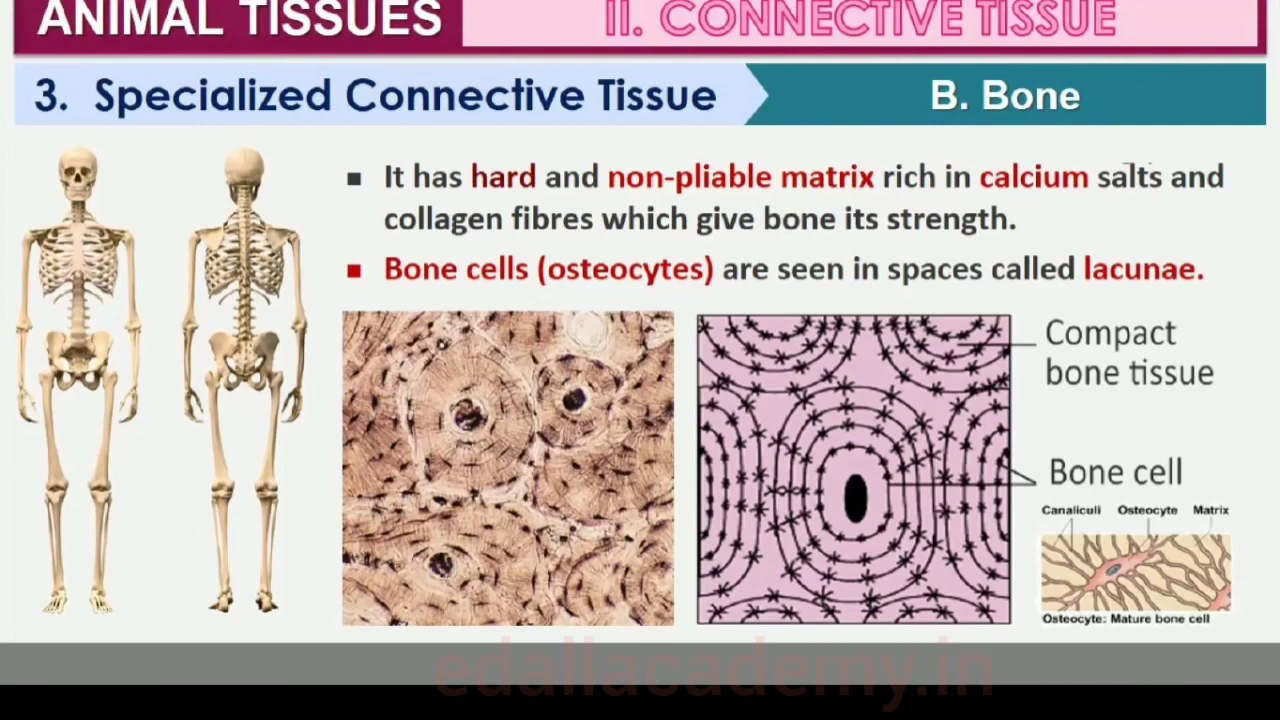 ANIMAL TISSUES
II. CONNECTIVE TISSUE
3. Specialized Connective Tissue
B. Bone
▪ It has hard and non-pliable matrix rich in calcium salts and
collagen fibres which give bone its strength.
▪ Bone cells (osteocytes) are seen in spaces called lacunae.
Compact
bone tissue
Bone cell
Canaliculi Osteocyte Matrix
Osteocyte: Mature bone cell
edallacademy.in